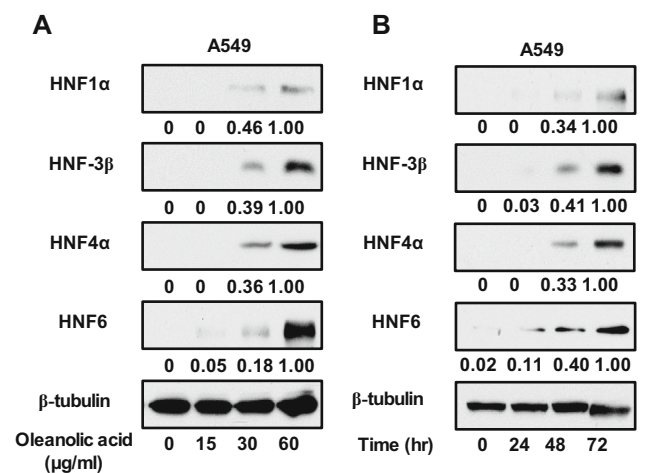 A
A549
HNF1α
0 0 0.46 1.00
HNF-3β
0 0 0.39 1.00
HNF4α
0 0 0.36 1.00
HNF6
0 0.05 0.18 1.00
β-tubulin
Oleanolic acid 0 15 30 60
(μg/ml)
B
A549
HNF1α
0 0 0.34 1.00
HNF-3β
0 0.03 0.41 1.00
HNF4α
0 0 0.33 1.00
HNF6
0.02 0.11 0.40 1.00
β-tubulin
Time (hr) 0 24 48 72